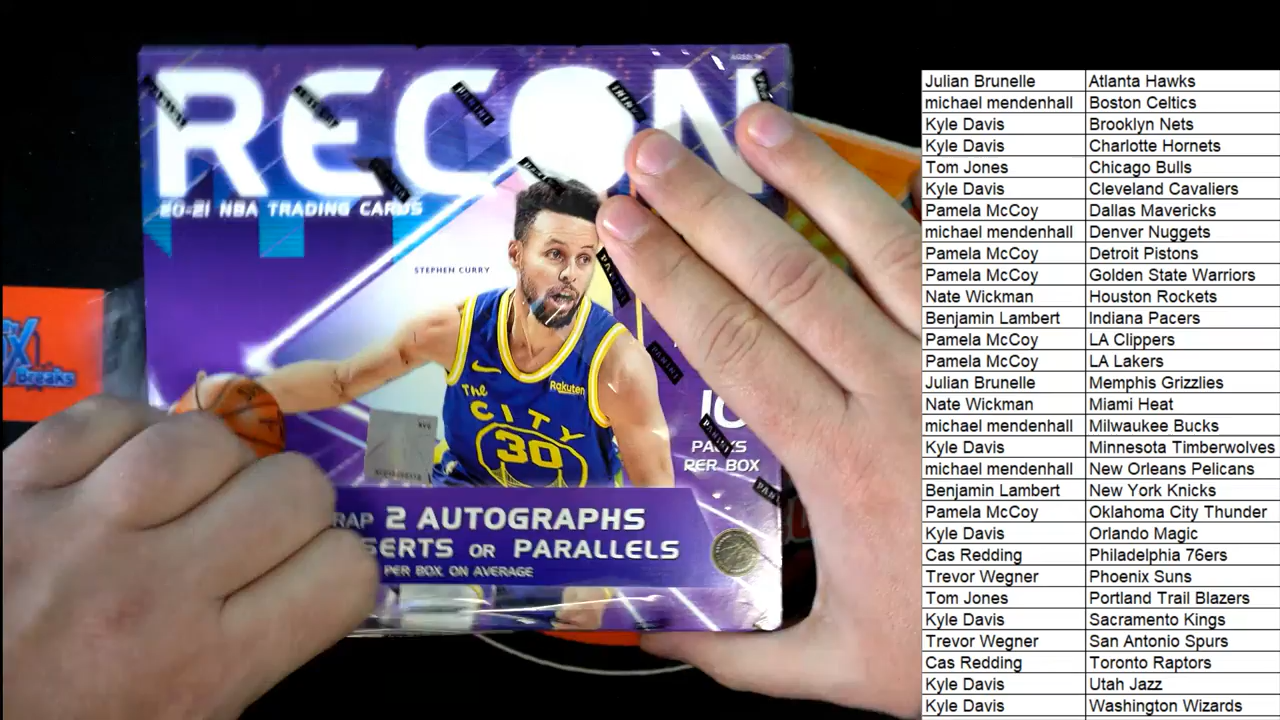 RECON
20-21 NBA TRADING CARDS
STEPHEN CURRY
Rakuten
The
CITY
30
10
PACKS
PER BOX
RAP 2 AUTOGRAPHS
SERTS OR PARALLELS
PER BOX, ON AVERAGE
PANINI
Breaks
Julian Brunelle Atlanta Hawks
michael mendenhall Boston Celtics
Kyle Davis Brooklyn Nets
Kyle Davis Charlotte Hornets
Tom Jones Chicago Bulls
Kyle Davis Cleveland Cavaliers
Pamela McCoy Dallas Mavericks
michael mendenhall Denver Nuggets
Pamela McCoy Detroit Pistons
Pamela McCoy Golden State Warriors
Nate Wickman Houston Rockets
Benjamin Lambert Indiana Pacers
Pamela McCoy LA Clippers
Pamela McCoy LA Lakers
Julian Brunelle Memphis Grizzlies
Nate Wickman Miami Heat
michael mendenhall Milwaukee Bucks
Kyle Davis Minnesota Timberwolves
michael mendenhall New Orleans Pelicans
Benjamin Lambert New York Knicks
Pamela McCoy Oklahoma City Thunder
Kyle Davis Orlando Magic
Cas Redding Philadelphia 76ers
Trevor Wegner Phoenix Suns
Tom Jones Portland Trail Blazers
Kyle Davis Sacramento Kings
Trevor Wegner San Antonio Spurs
Cas Redding Toronto Raptors
Kyle Davis Utah Jazz
Kyle Davis Washington Wizards